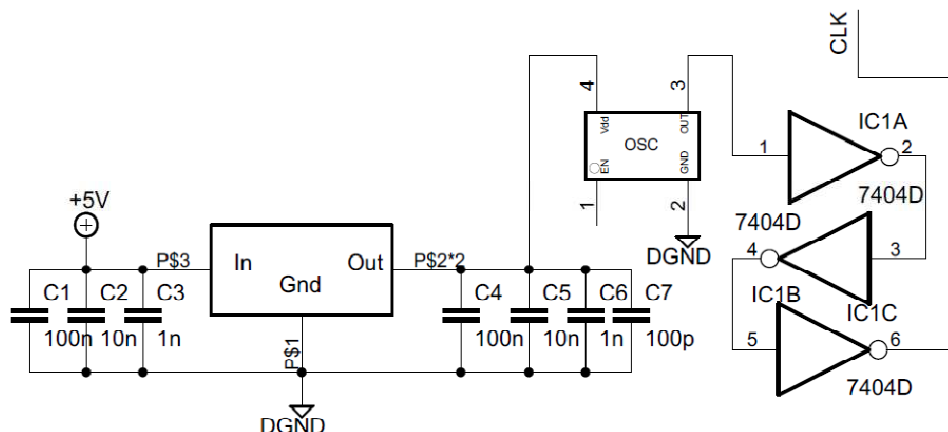 CLK
4
3
Vdd
OUT
OSC
EN
GND
1
2
DGND
IC1A
1
2
7404D
7404D
4
3
IC1B
IC1C
5
6
7404D
+5V
P$3
In
Out
Gnd
P$2*2
P$1
C1
100n
C2
10n
C3
1n
C4
100n
C5
10n
C6
1n
C7
100p
DGND